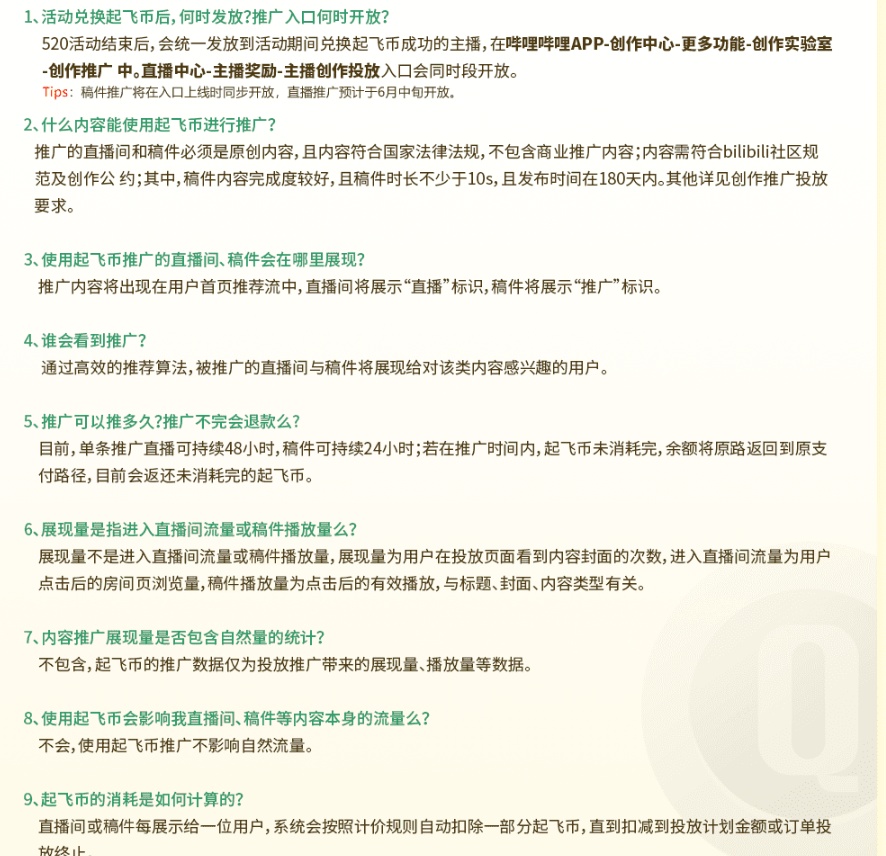 1、活动兑换起飞币后，何时发放？推广入口何时开放？
520活动结束后，会统一发放到活动期间兑换起飞币成功的主播，在哔哩哔哩APP-创作中心-更多功能-创作实验室
-创作推广 中。直播中心-主播奖励-主播创作投放入口会同时段开放。
Tips：稿件推广将在入口上线时同步开放，直播推广预计于6月中旬开放。
2、什么内容能使用起飞币进行推广？
推广的直播间和稿件必须是原创内容，且内容符合国家法律法规，不包含商业推广内容；内容需符合bilibili社区规
范及创作公 约；其中，稿件内容完成度较好，且稿件时长不少于10s，且发布时间在180天内。其他详见创作推广投放
要求。
3、使用起飞币推广的直播间、稿件会在哪里展现？
推广内容将出现在用户首页推荐流中，直播间将展示“直播”标识，稿件将展示“推广”标识。
4、谁会看到推广？
通过高效的推荐算法，被推广的直播间与稿件将展现给对该类内容感兴趣的用户。
5、推广可以推多久？推广不完会退款么？
目前，单条推广直播可持续48小时，稿件可持续24小时；若在推广时间内，起飞币未消耗完，余额将原路返回到原支
付路径，目前会返还未消耗完的起飞币。
6、展现量是指进入直播间流量或稿件播放量么？
展现量不是进入直播间流量或稿件播放量，展现量为用户在投放页面看到内容封面的次数，进入直播间流量为用户
点击后的房间页浏览量，稿件播放量为点击后的有效播放，与标题、封面、内容类型有关。
7、内容推广展现量是否包含自然量的统计？
不包含，起飞币的推广数据仅为投放推广带来的展现量、播放量等数据。
8、使用起飞币会影响我直播间、稿件等内容本身的流量么？
不会，使用起飞币推广不影响自然流量。
9、起飞币的消耗是如何计算的？
直播间或稿件每展示给一位用户，系统会按照计价规则自动扣除一部分起飞币，直到扣减到投放计划金额或订单投
放终止。
Q